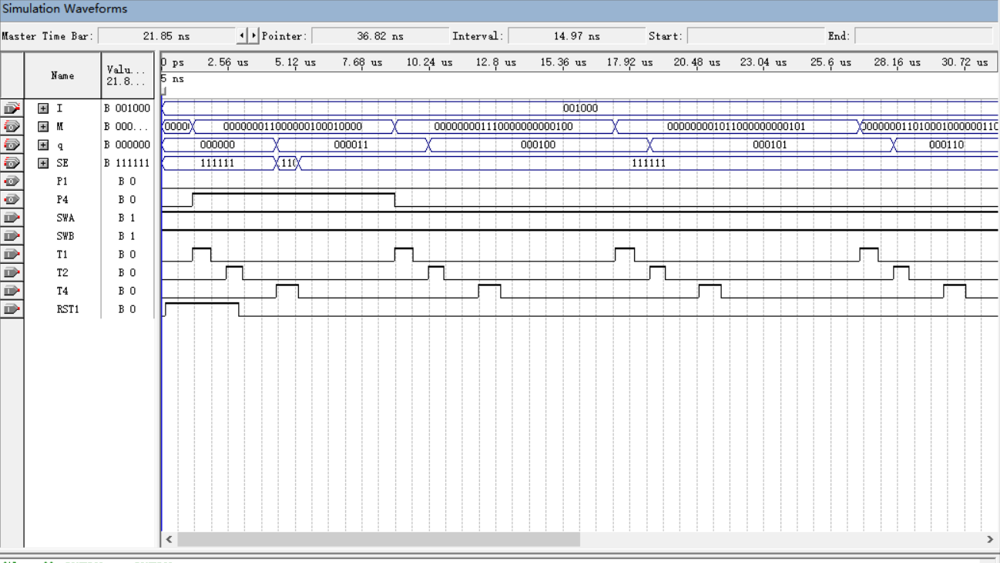 Simulation Waveforms
Master Time Bar: 21.85 ns Pointer: 36.82 ns Interval: 14.97 ns Start: End:
Name Valu... 21.8... 0 ps 2.56 us 5.12 us 7.68 us 10.24 us 12.8 us 15.36 us 17.92 us 20.48 us 23.04 us 25.6 us 28.16 us 30.72 us
5 ns
I B 001000 001000
M B 000... 00000 000000011000000100010000 000000001110000000000100 000000001011000000000101 000000011010001000000110
q B 000000 000000 000011 000100 000101 000110
SE B 111111 111111 110 111111
P1 B 0
P4 B 0
SWA B 1
SWB B 1
T1 B 0
T2 B 0
T4 B 0
RST1 B 0